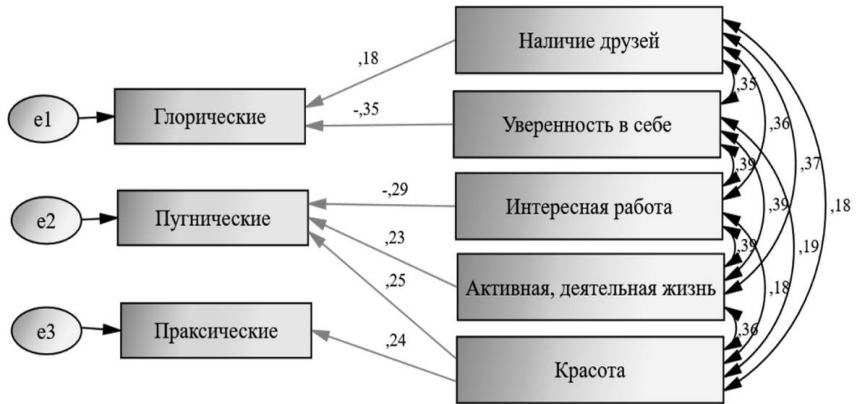 Наличие друзей
,18
,35
e1
Глорические
-,35
Уверенность в себе
,36
,39
,37
-,29
Интересная работа
e2
Пугнические
,39
,19
,18
,23
,39
Активная, деятельная жизнь
,25
,18
e3
Праксические
,24
,36
Красота